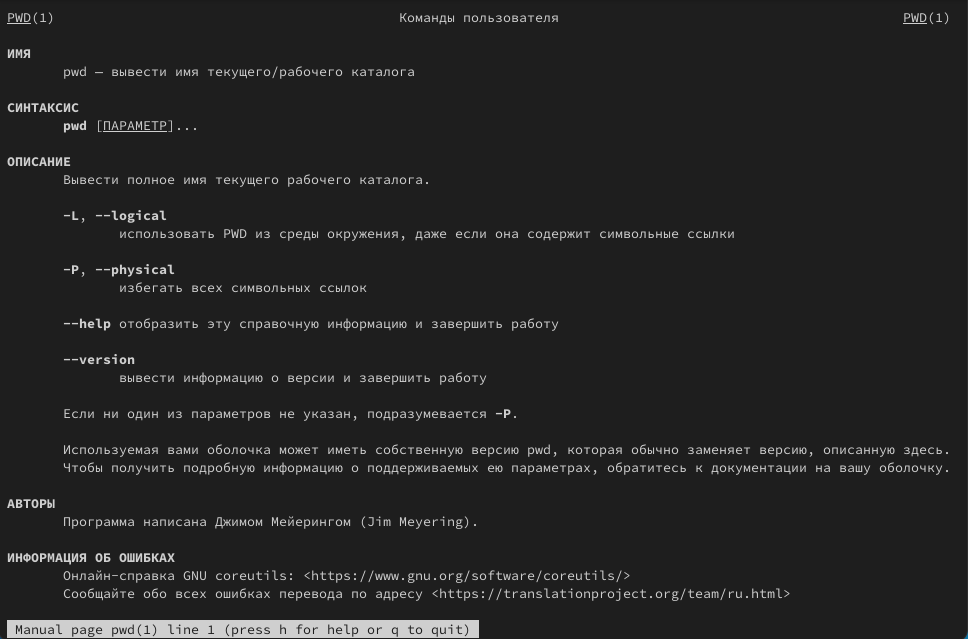 PWD(1) Команды пользователя PWD(1)
ИМЯ
pwd — вывести имя текущего/рабочего каталога
СИНТАКСИС
pwd [ПАРАМЕТР]...
ОПИСАНИЕ
Вывести полное имя текущего рабочего каталога.
-L, --logical
использовать PWD из среды окружения, даже если она содержит символьные ссылки
-P, --physical
избегать всех символьных ссылок
--help отобразить эту справочную информацию и завершить работу
--version
вывести информацию о версии и завершить работу
Если ни один из параметров не указан, подразумевается -P.
Используемая вами оболочка может иметь собственную версию pwd, которая обычно заменяет версию, описанную здесь.
Чтобы получить подробную информацию о поддерживаемых ею параметрах, обратитесь к документации на вашу оболочку.
АВТОРЫ
Программа написана Джимом Мейерингом (Jim Meyering).
ИНФОРМАЦИЯ ОБ ОШИБКАХ
Онлайн-справка GNU coreutils: <https://www.gnu.org/software/coreutils/>
Сообщайте обо всех ошибках перевода по адресу <https://translationproject.org/team/ru.html>
Manual page pwd(1) line 1 (press h for help or q to quit)